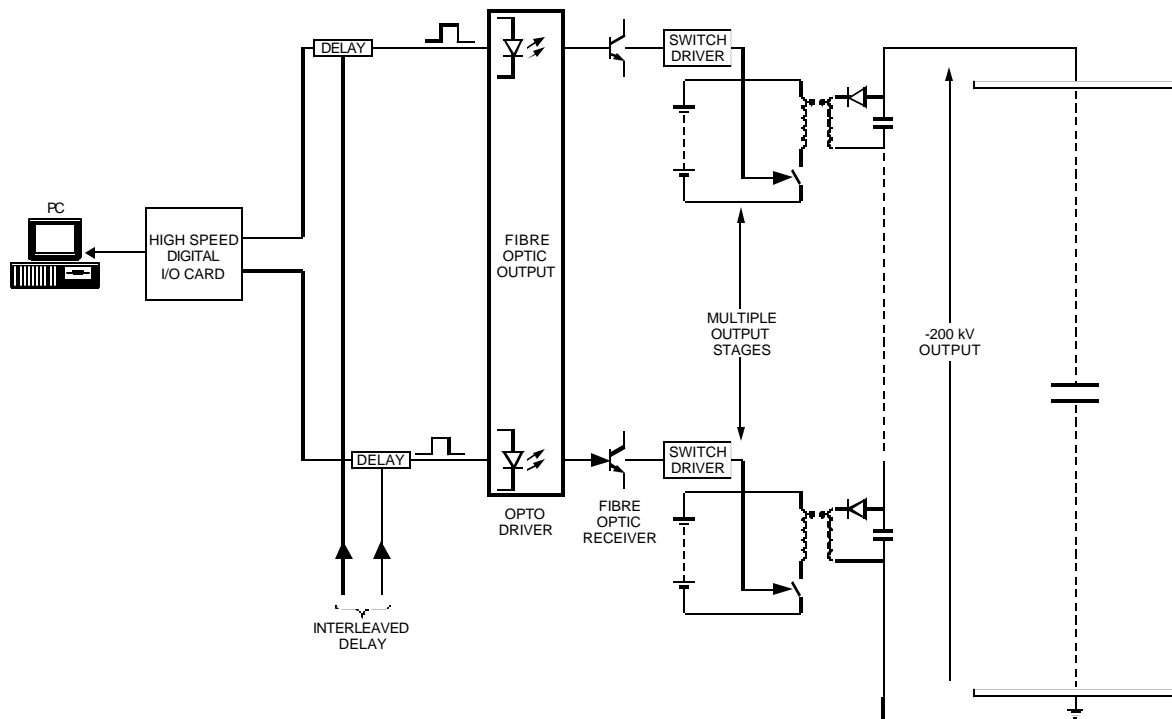 DELAY
SWITCH
DRIVER
PC
HIGH SPEED
DIGITAL
I/O CARD
FIBRE
OPTIC
OUTPUT
MULTIPLE
OUTPUT
STAGES
-200 kV
OUTPUT
DELAY
SWITCH
DRIVER
OPTO
DRIVER
FIBRE
OPTIC
RECEIVER
INTERLEAVED
DELAY